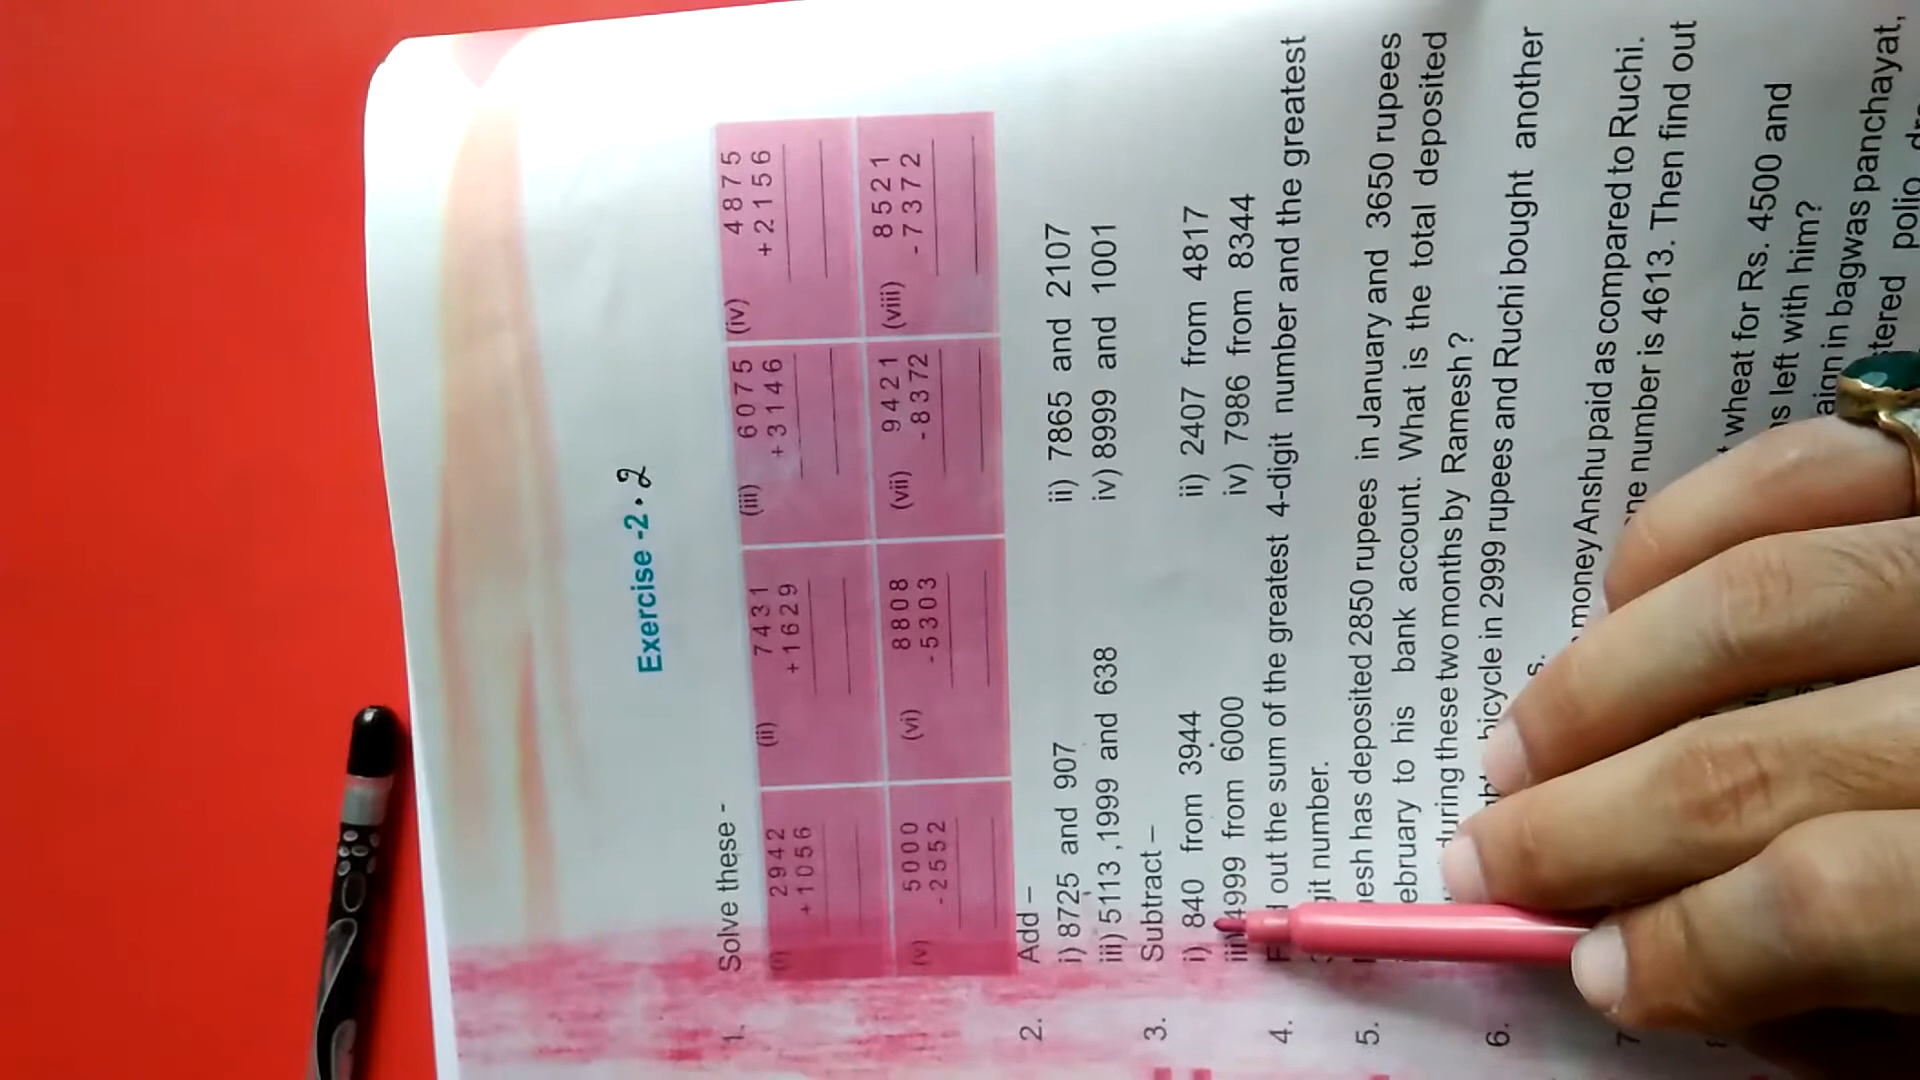 Exercise -2.2
1. Solve these -
(i) 2942 (ii) 7431 (iii) 6075 (iv) 4875
+1056 +1629 +3146 +2156
(v) 5000 (vi) 8808 (vii) 9421 (viii) 8521
-2552 -5303 -8372 -7372
2. Add –
i) 8725 and 907 ii) 7865 and 2107
iii) 5113 , 1999 and 638 iv) 8999 and 1001
3. Subtract –
i) 840 from 3944 ii) 2407 from 4817
iii) 4999 from 6000 iv) 7986 from 8344
4. out the sum of the greatest 4-digit number and the greatest
git number.
5. esh has deposited 2850 rupees in January and 3650 rupees
ebruary to his bank account. What is the total deposited
during these two months by Ramesh ?
6. bicycle in 2999 rupees and Ruchi bought another
s.
7 money Anshu paid as compared to Ruchi.
ne number is 4613. Then find out
wheat for Rs. 4500 and
s left with him?
aign in bagwas panchayat,
stered polio